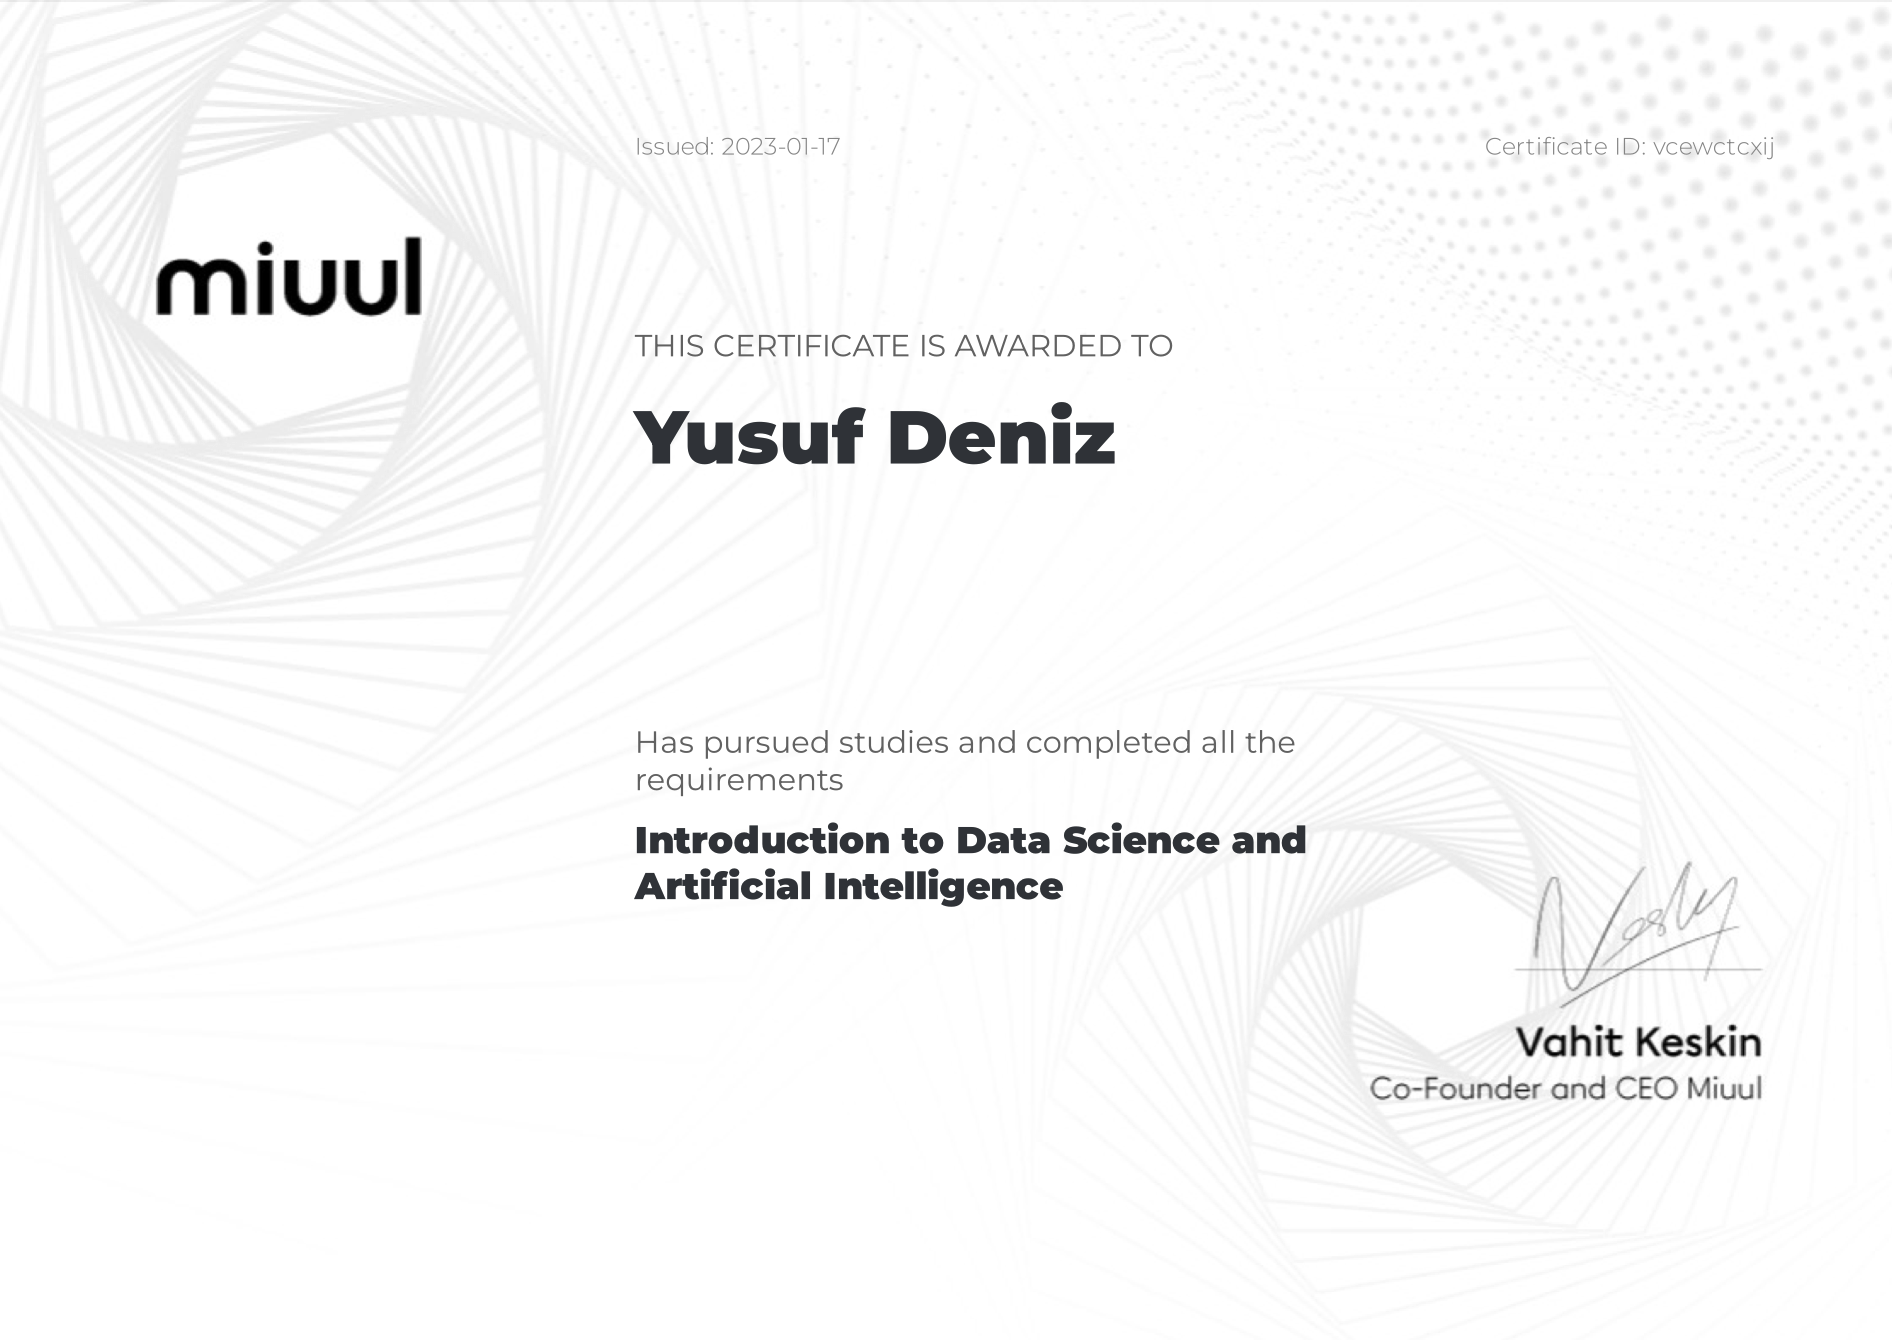 Issued: 2023-01-17
Certificate ID: vcewctcxij
miuul
THIS CERTIFICATE IS AWARDED TO
Yusuf Deniz
Has pursued studies and completed all the
requirements
Introduction to Data Science and
Artificial Intelligence
Vahit Keskin
Co-Founder and CEO Miuul